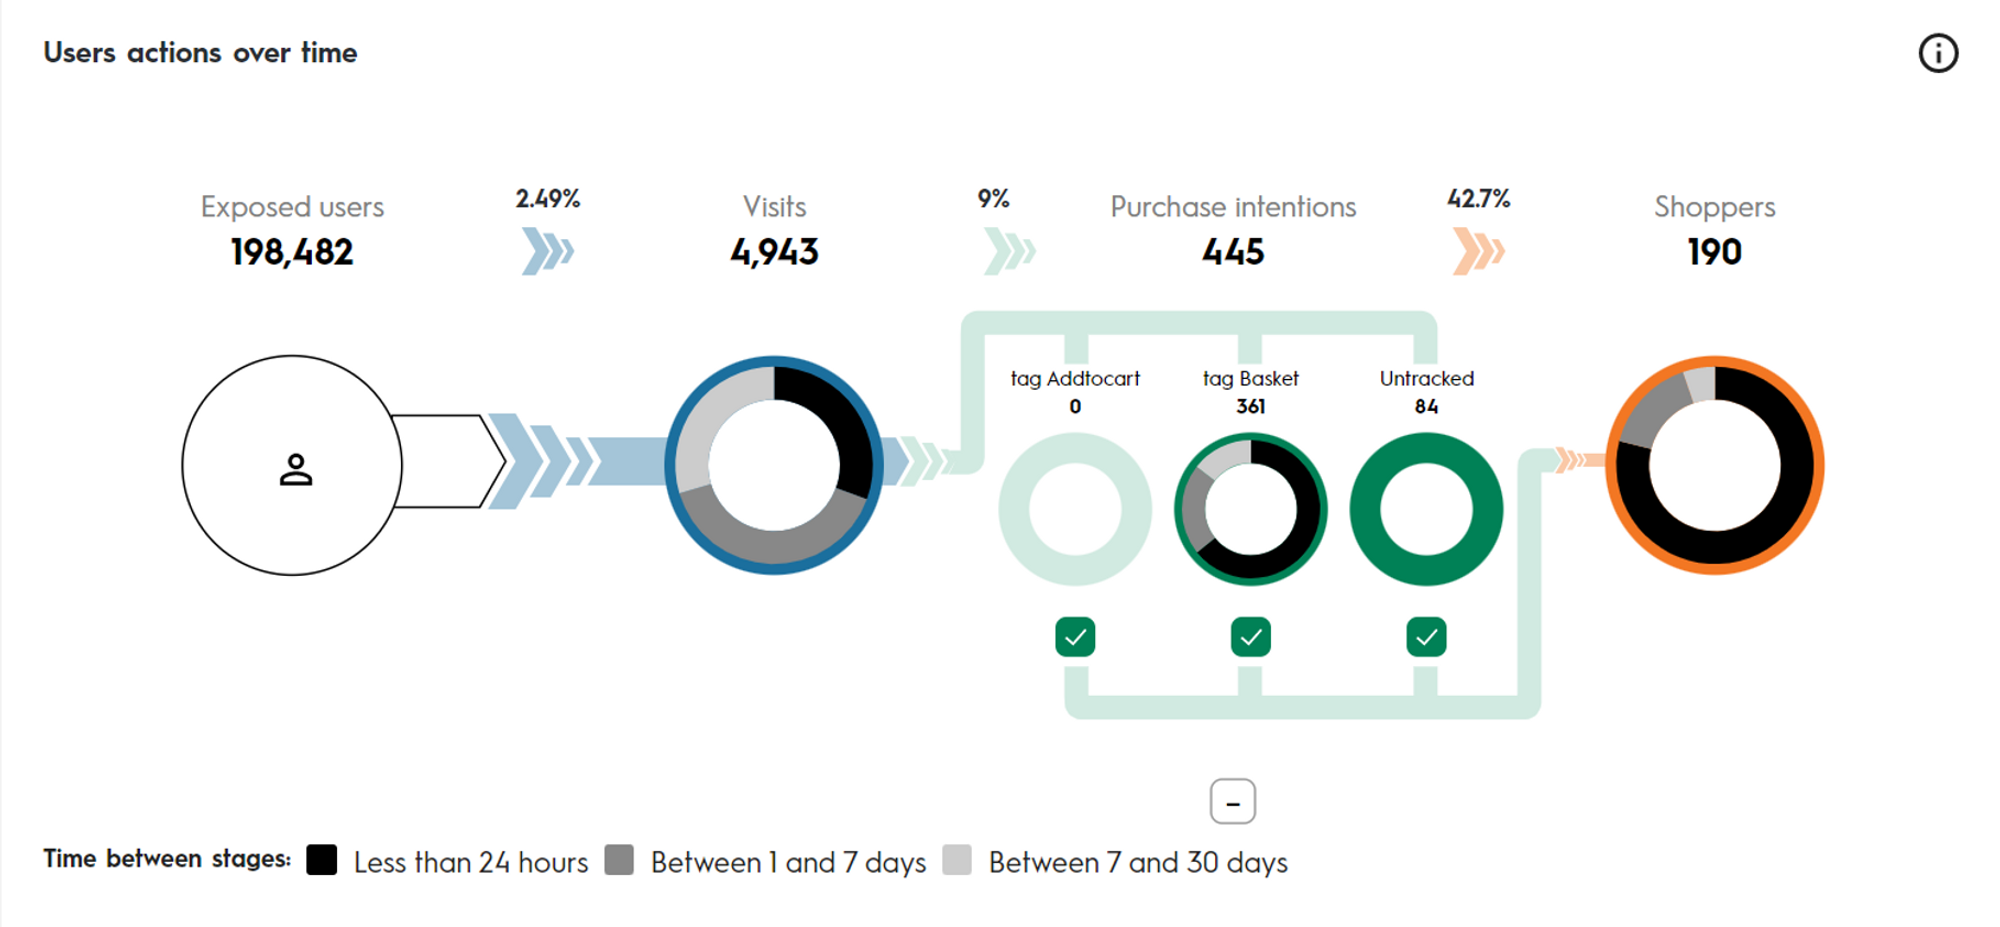 Users actions over time
Exposed users
198,482
2.49%
Visits
4,943
9%
Purchase intentions
445
42.7%
Shoppers
190
tag Addtocart
0
tag Basket
361
Untracked
84
Time between stages: Less than 24 hours Between 1 and 7 days Between 7 and 30 days